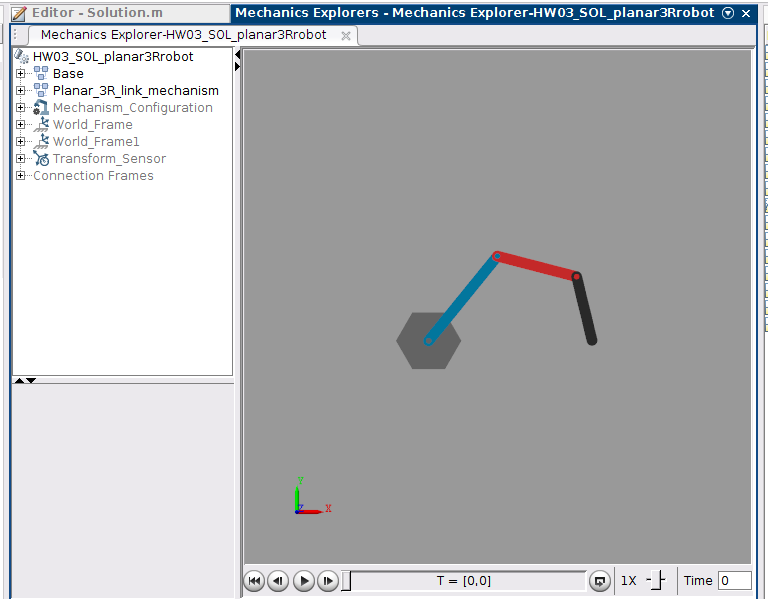 Editor - Solution.m
Mechanics Explorers - Mechanics Explorer-HW03_SOL_planar3Rrobot
Mechanics Explorer-HW03_SOL_planar3Rrobot
HW03_SOL_planar3Rrobot
Base
Planar_3R_link_mechanism
Mechanism_Configuration
World_Frame
World_Frame1
Transform_Sensor
Connection Frames
Y
Z
X
T = [0,0]
1X
Time 0